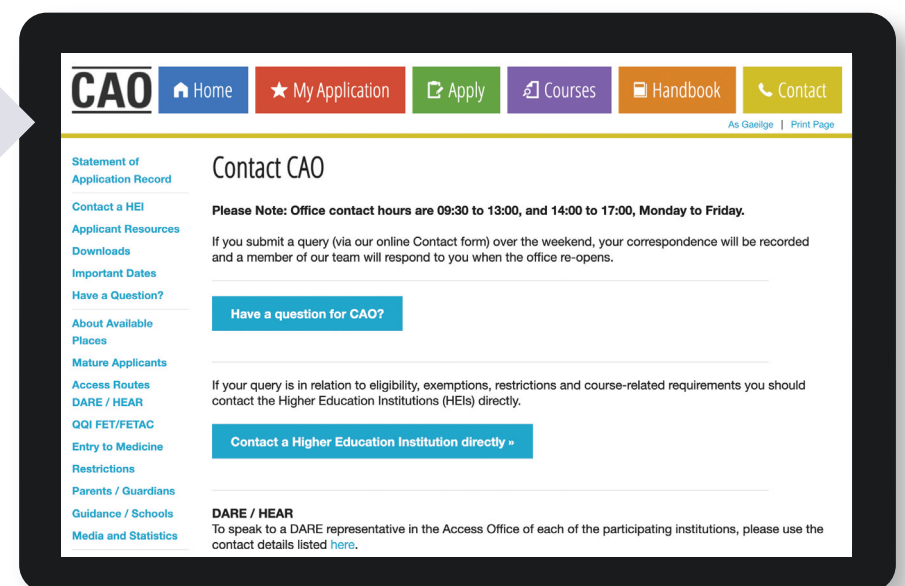 CAO
Home
My Application
Apply
Courses
Handbook
Contact
As Gaeilge | Print Page
Statement of
Application Record
Contact a HEI
Applicant Resources
Downloads
Important Dates
Have a Question?
About Available
Places
Mature Applicants
Access Routes
DARE / HEAR
QQI FET/FETAC
Entry to Medicine
Restrictions
Parents / Guardians
Guidance / Schools
Media and Statistics
Contact CAO
Please Note: Office contact hours are 09:30 to 13:00, and 14:00 to 17:00, Monday to Friday.
If you submit a query (via our online Contact form) over the weekend, your correspondence will be recorded
and a member of our team will respond to you when the office re-opens.
Have a question for CAO?
If your query is in relation to eligibility, exemptions, restrictions and course-related requirements you should
contact the Higher Education Institutions (HEIs) directly.
Contact a Higher Education Institution directly »
DARE / HEAR
To speak to a DARE representative in the Access Office of each of the participating institutions, please use the
contact details listed here.